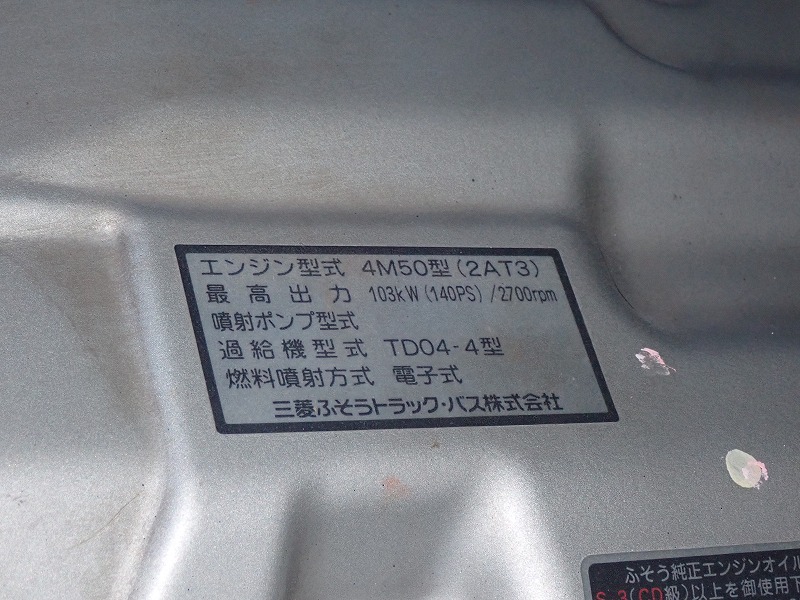 エンジン型式 4M50型(2AT3)
最高出力 103kW(140PS)/2700rpm
噴射ポンプ型式
過給機型式 TD04-4型
燃料噴射方式 電子式
三菱ふそうトラック・バス株式会社
ふそう純正エンジンオイル
S-3(CD級)以上を御使用下